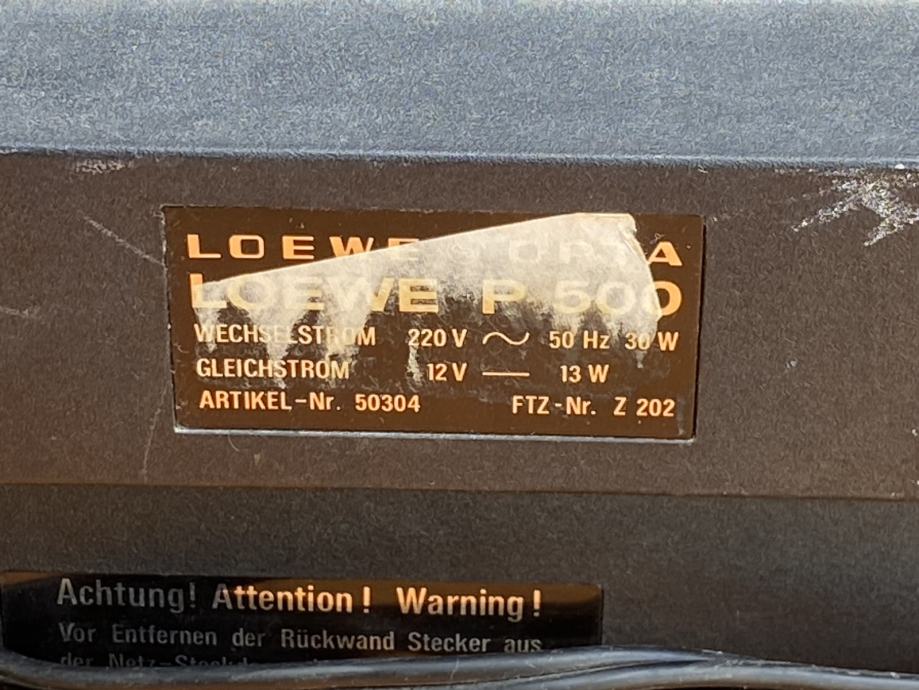 LOEWE OPTA
LOEWE P 500
WECHSELSTROM 220 V ~ 50 Hz 30 W
GLEICHSTROM 12 V — 13 W
ARTIKEL-Nr. 50304 FTZ-Nr. Z 202
Achtung! Attention! Warning!
Vor Entfernen der Rückwand Stecker aus
der